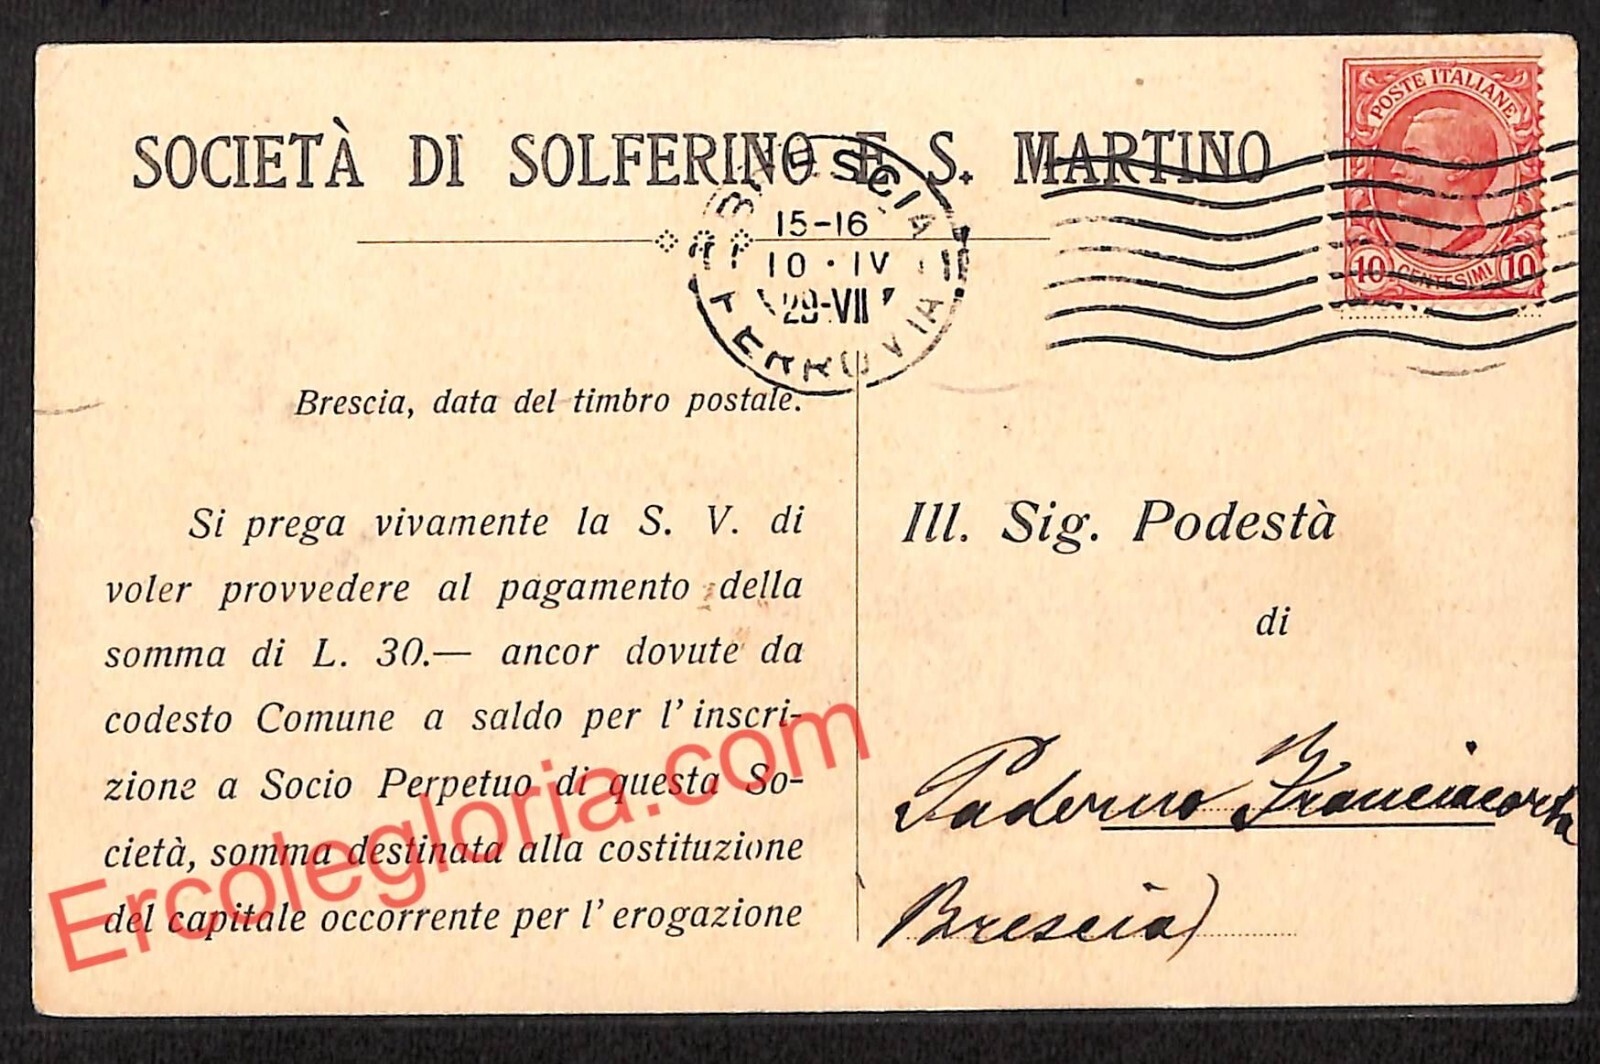 SOCIETÀ DI SOLFERINO E S. MARTINO
POSTE ITALIANE
10 CENTESIMI 10
BRESCIA
15-16
10 · IV
29-VII
FERROVIA
Brescia, data del timbro postale.
Si prega vivamente la S. V. di
voler provvedere al pagamento della
somma di L. 30.— ancor dovute da
codesto Comune a saldo per l' inscri-
zione a Socio Perpetuo di questa So-
cietà, somma destinata alla costituzione
del capitale occorrente per l' erogazione
Ill. Sig. Podestà
di
Paderno Franciacorta
Brescia)
Ercolegloria.com